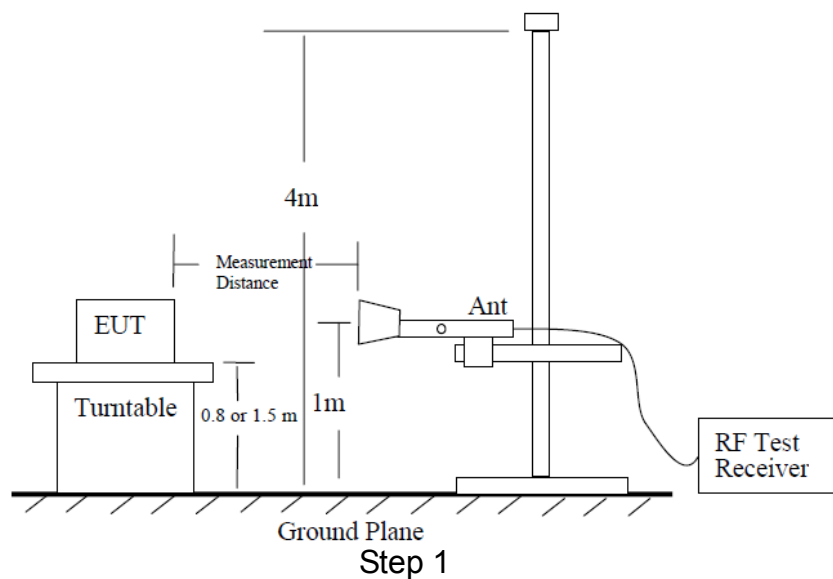 4m
Measurement
Distance
EUT
Ant
Turntable
0.8 or 1.5 m
1m
RF Test
Receiver
Ground Plane
Step 1